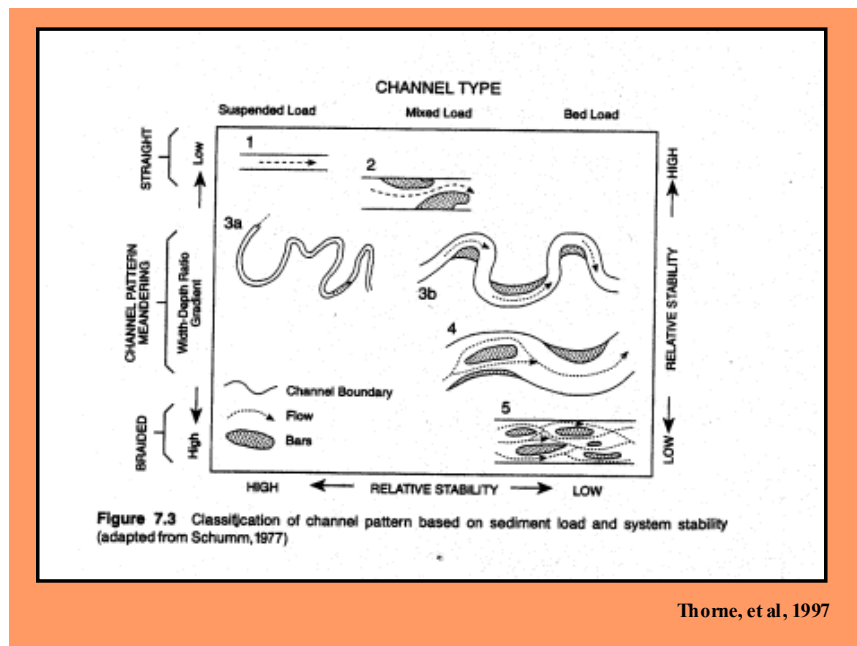 CHANNEL TYPE
Suspended Load Mixed Load Bed Load
STRAIGHT
CHANNEL PATTERN
MEANDERING
BRAIDED
Low
Width-Depth Ratio
Gradient
High
1
2
3a
3b
4
5
Channel Boundary
Flow
Bars
HIGH
RELATIVE STABILITY
LOW
HIGH RELATIVE STABILITY LOW
Figure 7.3 Classification of channel pattern based on sediment load and system stability
(adapted from Schumm, 1977)
Thorne, et al, 1997